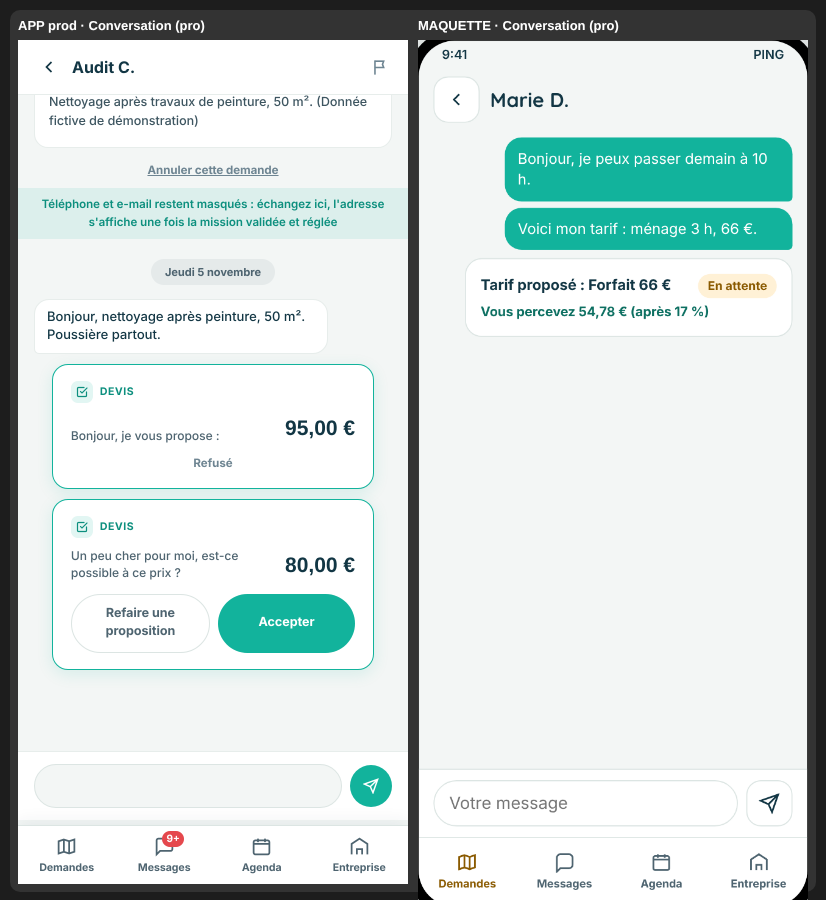 APP prod · Conversation (pro)
Audit C.
Nettoyage après travaux de peinture, 50 m². (Donnée
fictive de démonstration)
Annuler cette demande
Téléphone et e-mail restent masqués : échangez ici, l'adresse
s'affiche une fois la mission validée et réglée
Jeudi 5 novembre
Bonjour, nettoyage après peinture, 50 m².
Poussière partout.
DEVIS
Bonjour, je vous propose :
95,00 €
Refusé
DEVIS
Un peu cher pour moi, est-ce
possible à ce prix ?
80,00 €
Refaire une
proposition
Accepter
9+
Demandes
Messages
Agenda
Entreprise
MAQUETTE · Conversation (pro)
9:41
PING
Marie D.
Bonjour, je peux passer demain à 10
h.
Voici mon tarif : ménage 3 h, 66 €.
Tarif proposé : Forfait 66 €
En attente
Vous percevez 54,78 € (après 17 %)
Votre message
Demandes
Messages
Agenda
Entreprise